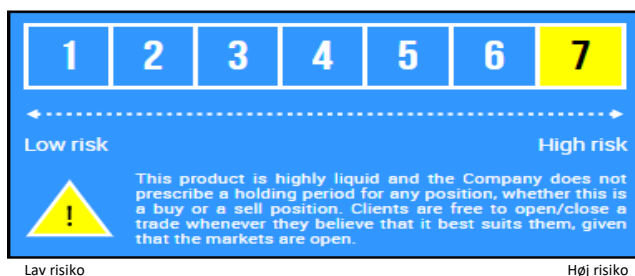 1 2 3 4 5 6 7
Low risk High risk
This product is highly liquid and the Company does not
prescribe a holding period for any position, whether this is
a buy or a sell position. Clients are free to open/close a
trade whenever they believe that it best suits them, given
that the markets are open.
!
Lav risiko Høj risiko